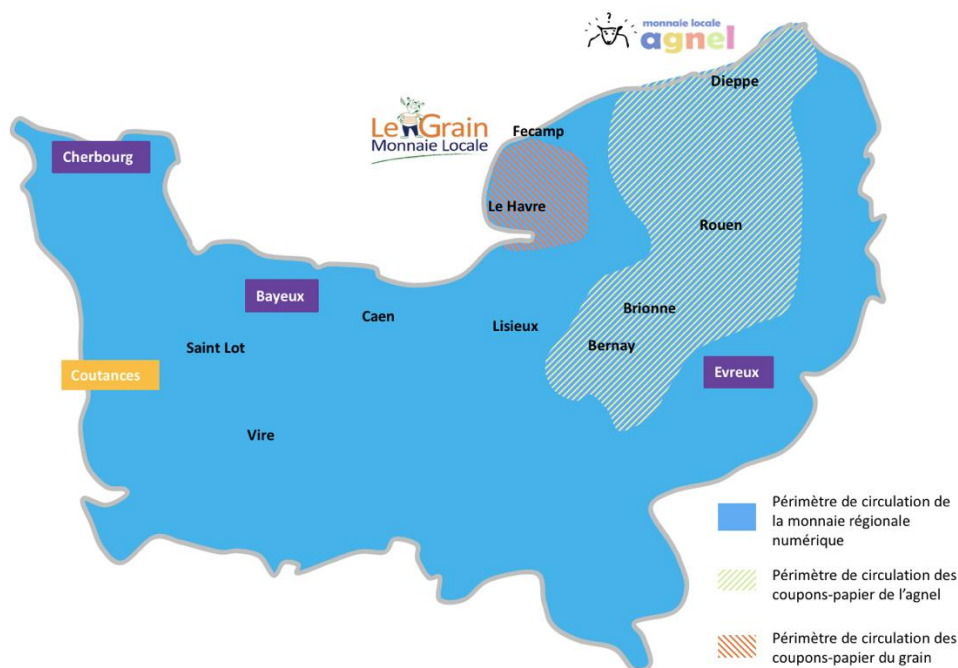 ?
monnaie locale
agnel
Dieppe
Le Grain
Monnaie Locale
Fecamp
Cherbourg
Le Havre
Rouen
Bayeux
Caen
Brionne
Lisieux
Bernay
Saint Lot
Coutances
Evreux
Vire
Périmètre de circulation de
la monnaie régionale
numérique
Périmètre de circulation des
coupons-papier de l’agnel
Périmètre de circulation des
coupons-papier du grain